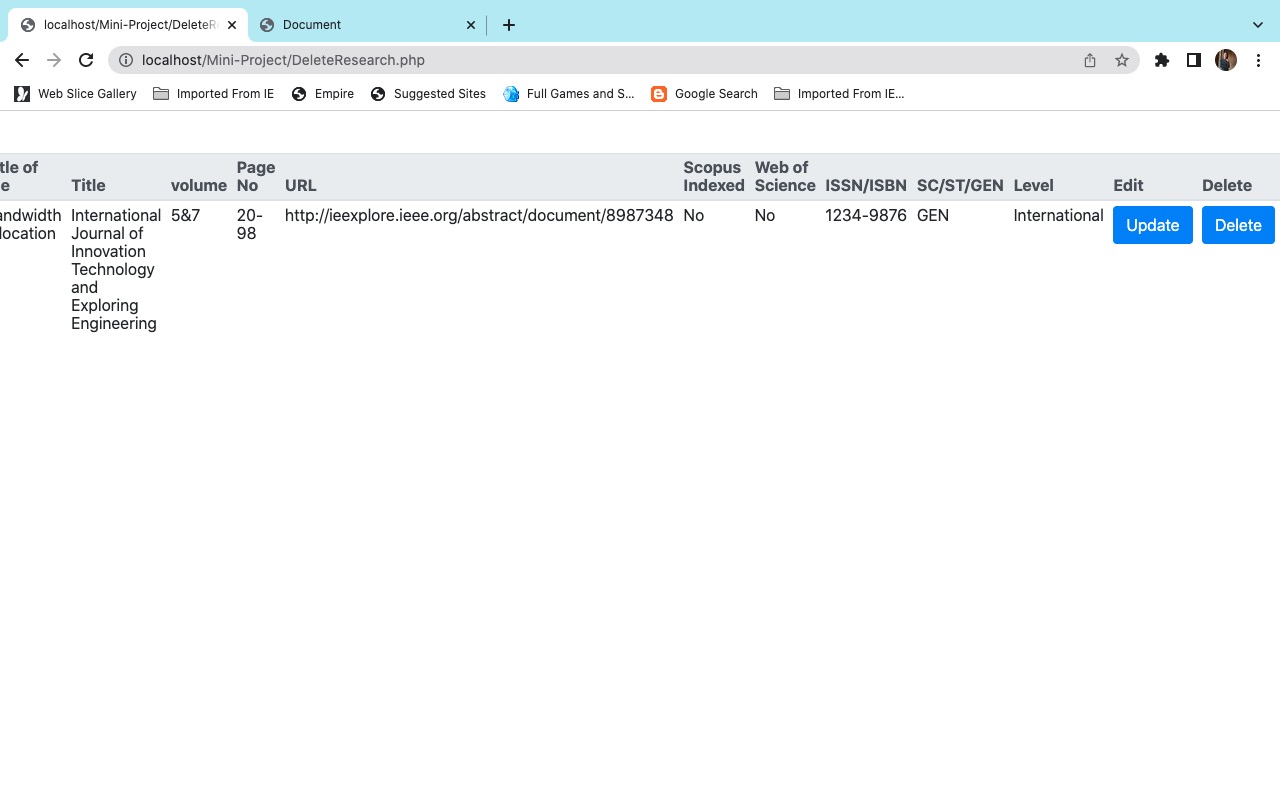 localhost/Mini-Project/DeleteR
Document
localhost/Mini-Project/DeleteResearch.php
Web Slice Gallery
Imported From IE
Empire
Suggested Sites
Full Games and S...
Google Search
Imported From IE...
tle of
e
Title
volume
Page
No
URL
Scopus
Indexed
Web of
Science
ISSN/ISBN
SC/ST/GEN
Level
Edit
Delete
andwidth
location
International
Journal of
Innovation
Technology
and
Exploring
Engineering
5&7
20-
98
http://ieexplore.ieee.org/abstract/document/8987348
No
No
1234-9876
GEN
International
Update
Delete